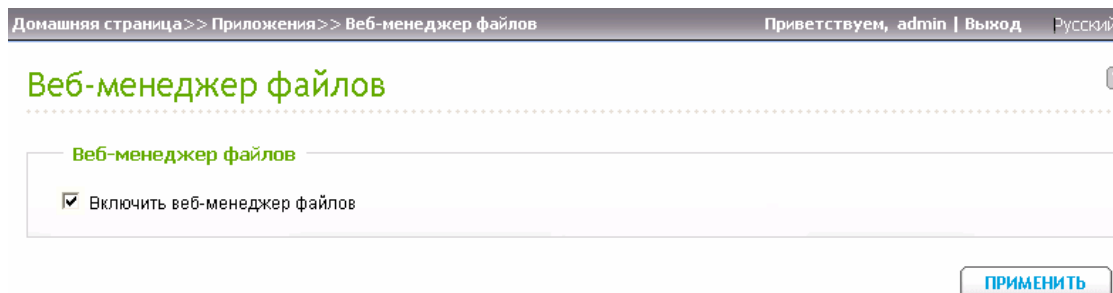 Домашняя страница>> Приложения>> Веб-менеджер файлов Приветствуем, admin | Выход Русский
Веб-менеджер файлов
Веб-менеджер файлов
Включить веб-менеджер файлов
ПРИМЕНИТЬ